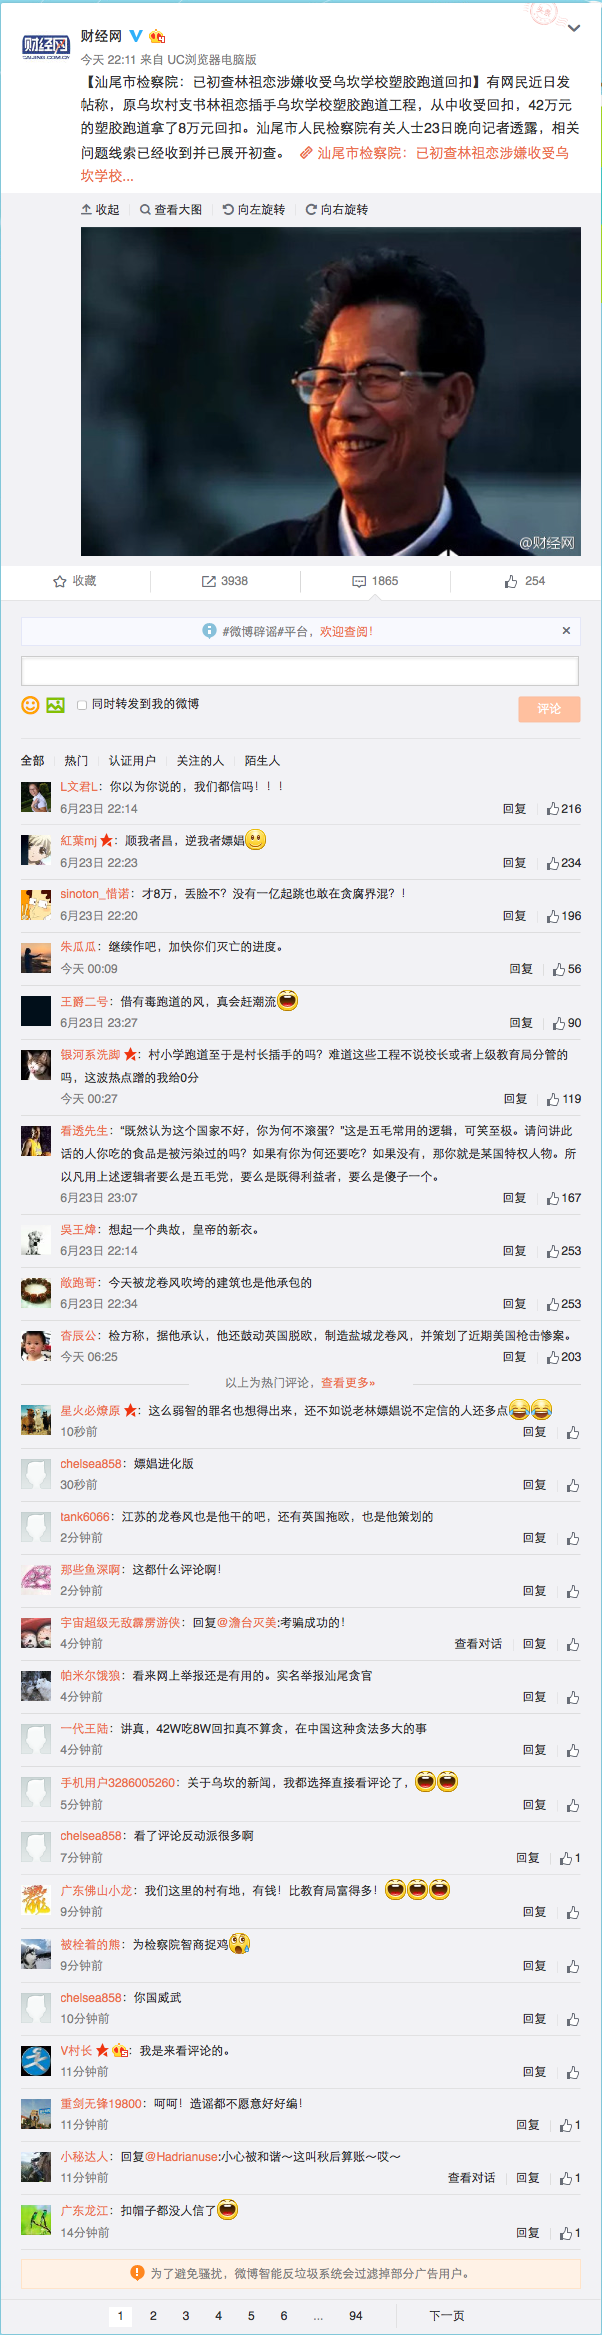 头条
财经网
CAIJING.COM.CN
财经网
今天 22:11 来自 UC浏览器电脑版
【汕尾市检察院：已初查林祖恋涉嫌收受乌坎学校塑胶跑道回扣】有网民近日发
帖称，原乌坎村支书林祖恋插手乌坎学校塑胶跑道工程，从中收受回扣，42万元
的塑胶跑道拿了8万元回扣。汕尾市人民检察院有关人士23日晚向记者透露，相关
问题线索已经收到并已展开初查。 汕尾市检察院：已初查林祖恋涉嫌收受乌
坎学校...
收起 查看大图 向左旋转 向右旋转
@财经网
收藏 3938 1865 254
#微博辟谣#平台，欢迎查阅！ ×
同时转发到我的微博 评论
全部 热门 认证用户 关注的人 陌生人
L文君L：你以为你说的，我们都信吗！！！
6月23日 22:14 回复 216
紅葉mj：顺我者昌，逆我者嫖娼
6月23日 22:23 回复 234
sinoton_惜诺：才8万，丢脸不？没有一亿起跳也敢在贪腐界混？！
6月23日 22:20 回复 196
朱瓜瓜：继续作吧，加快你们灭亡的进度。
今天 00:09 回复 56
王爵二号：借有毒跑道的风，真会赶潮流
6月23日 23:27 回复 90
银河系洗脚：村小学跑道至于是村长插手的吗？难道这些工程不说校长或者上级教育局分管的
吗，这波热点蹭的我给0分
今天 00:27 回复 119
看透先生：“既然认为这个国家不好，你为何不滚蛋？"这是五毛常用的逻辑，可笑至极。请问讲此
话的人你吃的食品是被污染过的吗？如果有你为何还要吃？如果没有，那你就是某国特权人物。所
以凡用上述逻辑者要么是五毛党，要么是既得利益者，要么是傻子一个。
6月23日 23:07 回复 167
吳王煒：想起一个典故，皇帝的新衣。
6月23日 22:14 回复 253
敞跑哥：今天被龙卷风吹垮的建筑也是他承包的
6月23日 22:34 回复 253
杳辰公：检方称，据他承认，他还鼓动英国脱欧，制造盐城龙卷风，并策划了近期美国枪击惨案。
今天 06:25 回复 203
以上为热门评论，查看更多»
星火必燎原：这么弱智的罪名也想得出来，还不如说老林嫖娼说不定信的人还多点
10秒前 回复
chelsea858：嫖娼进化版
30秒前 回复
tank6066：江苏的龙卷风也是他干的吧，还有英国拖欧，也是他策划的
2分钟前 回复
那些鱼深啊：这都什么评论啊！
2分钟前 回复
宇宙超级无敌霹雳游侠：回复@澹台灭美:考骗成功的！
4分钟前 查看对话 回复
帕米尔饿狼：看来网上举报还是有用的。实名举报汕尾贪官
4分钟前 回复
一代王陆：讲真，42W吃8W回扣真不算贪，在中国这种贪法多大的事
4分钟前 回复
手机用户3286005260：关于乌坎的新闻，我都选择直接看评论了，
5分钟前 回复
chelsea858：看了评论反动派很多啊
7分钟前 回复 1
广东佛山小龙：我们这里的村有地，有钱！比教育局富得多！
9分钟前 回复
被栓着的熊：为检察院智商捉鸡
9分钟前 回复
chelsea858：你国威武
10分钟前 回复
V村长：我是来看评论的。
11分钟前 回复
重剑无锋19800：呵呵！造谣都不愿意好好编！
11分钟前 回复 1
小秘达人：回复@Hadrianuse:小心被和谐～这叫秋后算账～哎～
11分钟前 查看对话 回复 1
广东龙江：扣帽子都没人信了
14分钟前 回复 1
为了避免骚扰，微博智能反垃圾系统会过滤掉部分广告用户。
1 2 3 4 5 6 ... 94 下一页